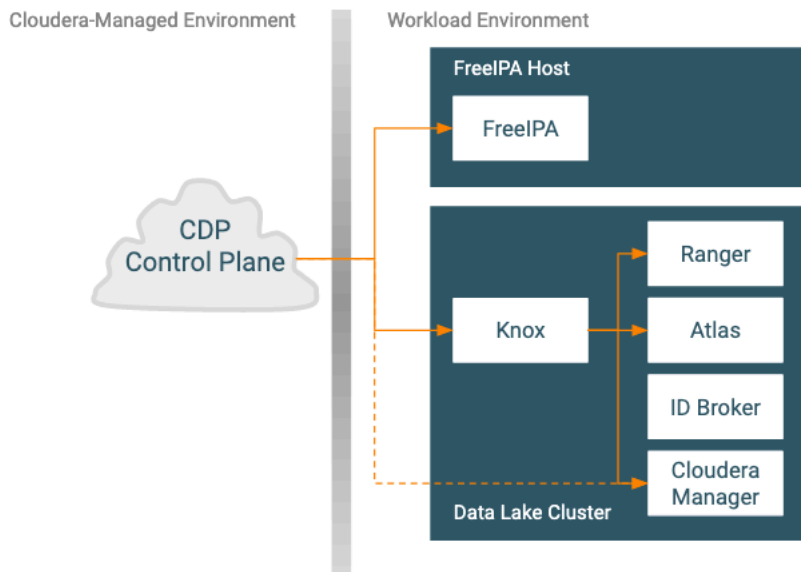 Cloudera-Managed Environment
Workload Environment
FreeIPA Host
FreeIPA
CDP
Control Plane
Ranger
Knox
Atlas
ID Broker
Cloudera
Manager
Data Lake Cluster